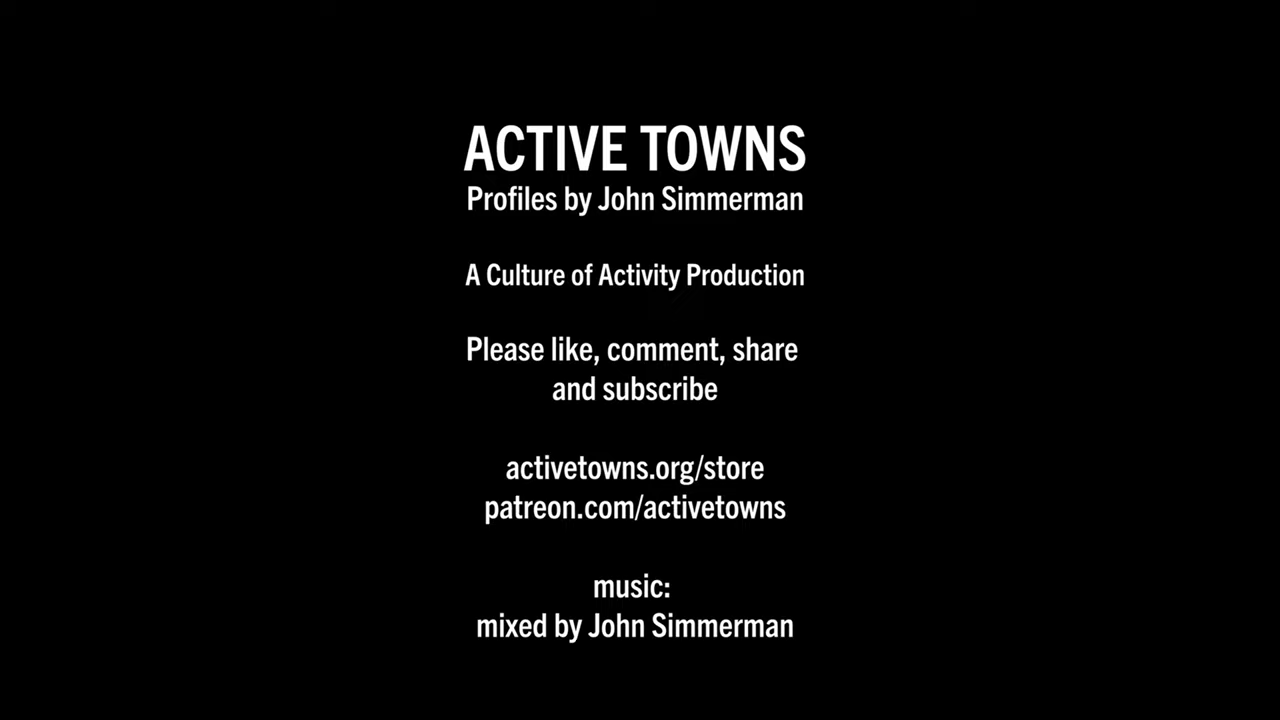 ACTIVE TOWNS
Profiles by John Simmerman
A Culture of Activity Production
Please like, comment, share
and subscribe
activetowns.org/store
patreon.com/activetowns
music:
mixed by John Simmerman